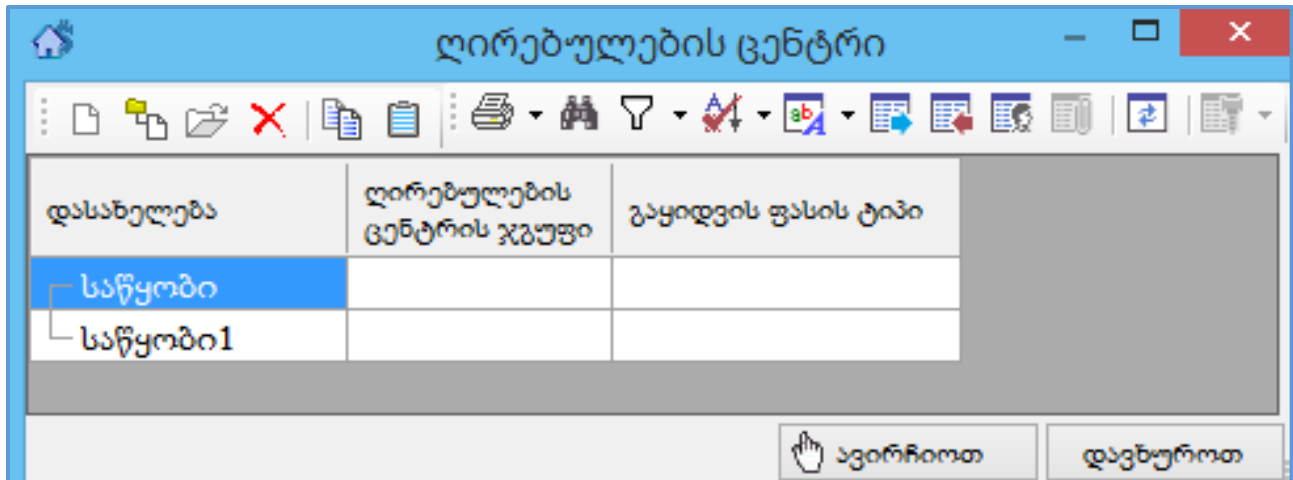 ღირებულების ცენტრი
დასახელება
ღირებულების
ცენტრის ჯგუფი
გაყიდვის ფასის ტიპი
საწყობი
საწყობი1
ავირჩიოთ
დავხუროთ